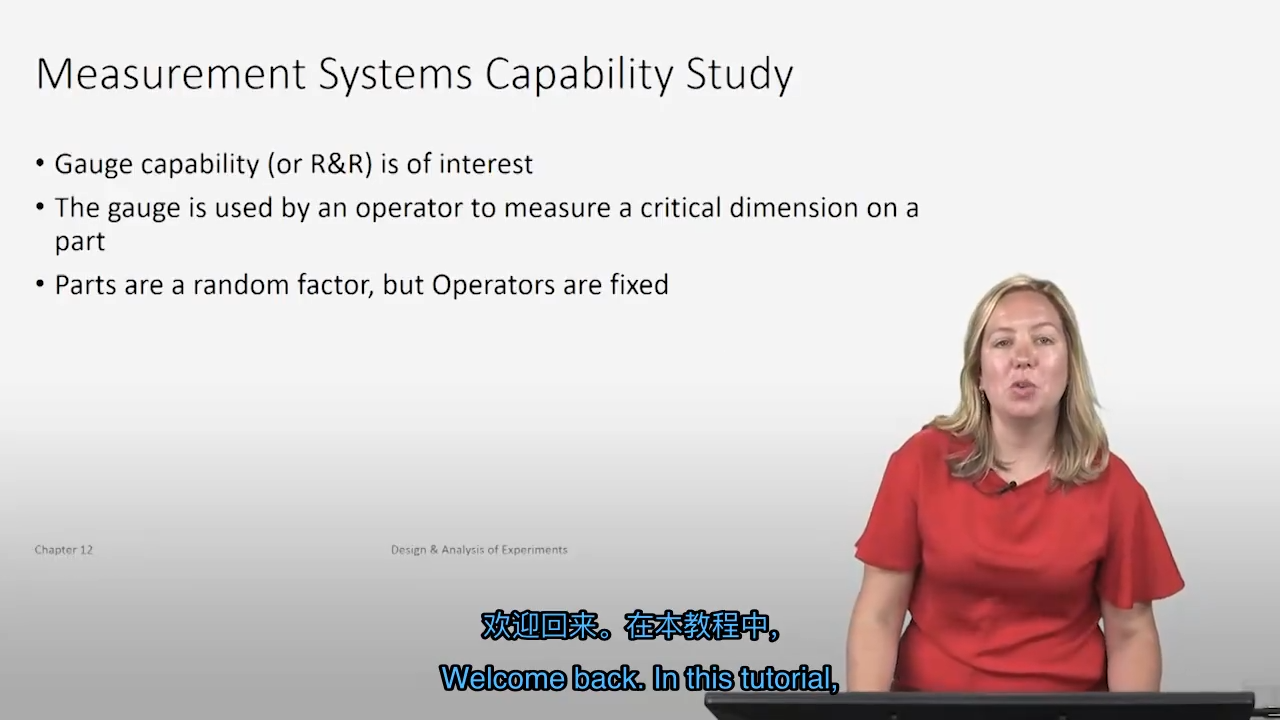 Measurement Systems Capability Study
• Gauge capability (or R&R) is of interest
• The gauge is used by an operator to measure a critical dimension on a
part
• Parts are a random factor, but Operators are fixed
Chapter 12
Design & Analysis of Experiments
欢迎回来。在本教程中,
Welcome back. In this tutorial,